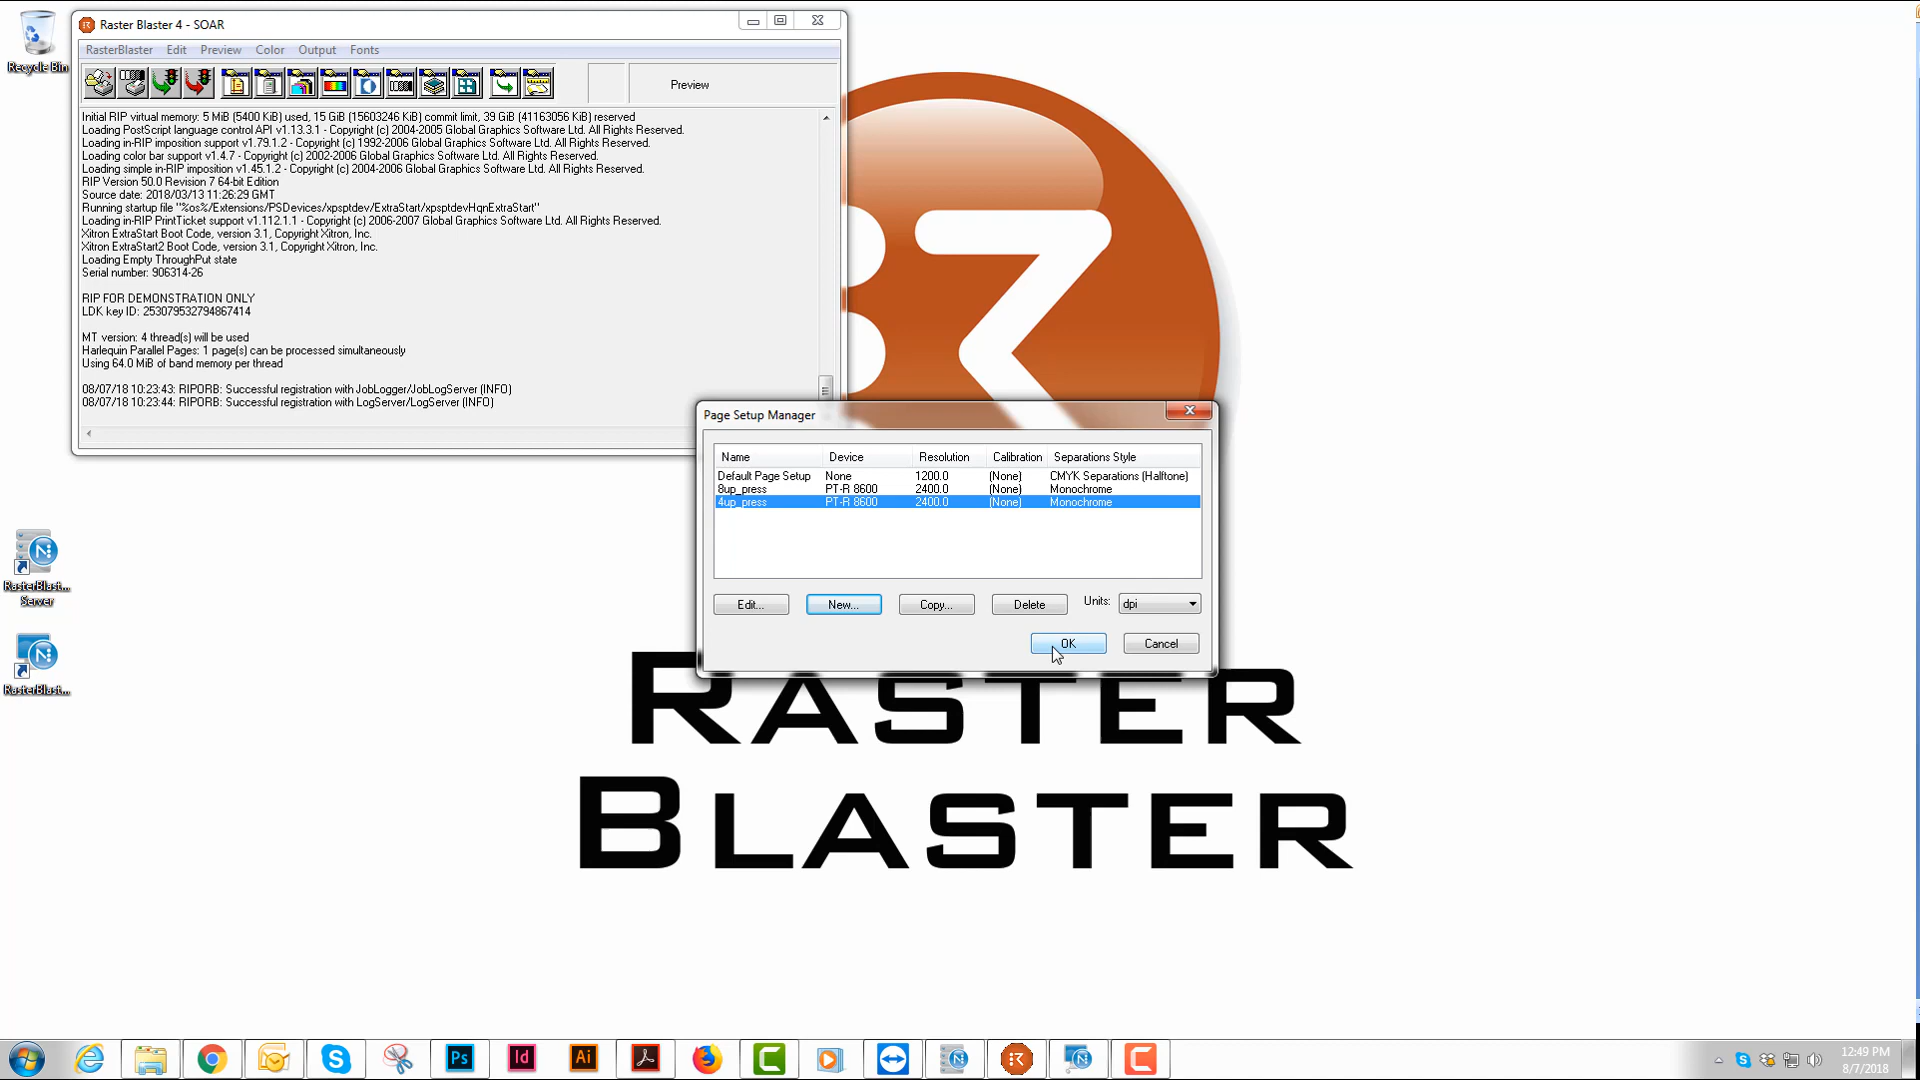 Recycle Bin
Raster Blaster 4 - SOAR
RasterBlaster Edit Preview Color Output Fonts
Preview
Initial RIP virtual memory: 5 MiB (5400 KiB) used, 15 GiB (15603246 KiB) commit limit, 39 GiB (41163056 KiB) reserved
Loading PostScript language control API v1.13.3.1 - Copyright (c) 2004-2005 Global Graphics Software Ltd. All Rights Reserved.
Loading in-RIP imposition support v1.79.1.2 - Copyright (c) 1992-2006 Global Graphics Software Ltd. All Rights Reserved.
Loading color bar support v1.4.7 - Copyright (c) 2002-2006 Global Graphics Software Ltd. All Rights Reserved.
Loading simple in-RIP imposition v1.45.1.2 - Copyright (c) 2004-2006 Global Graphics Software Ltd. All Rights Reserved.
RIP Version 50.0 Revision 7 64-bit Edition
Source date: 2018/03/13 11:26:29 GMT
Running startup file "%os%/Extensions/PSDevices/xpsptdev/ExtraStart/xpsptdevHqnExtraStart"
Loading in-RIP PrintTicket support v1.112.1.1 - Copyright (c) 2006-2007 Global Graphics Software Ltd. All Rights Reserved.
Xitron ExtraStart Boot Code, version 3.1, Copyright Xitron, Inc.
Xitron ExtraStart2 Boot Code, version 3.1, Copyright Xitron, Inc.
Loading Empty ThroughPut state
Serial number: 906314-26
RIP FOR DEMONSTRATION ONLY
LDK key ID: 253079532794867414
MT version: 4 thread(s) will be used
Harlequin Parallel Pages: 1 page(s) can be processed simultaneously
Using 64.0 MiB of band memory per thread
08/07/18 10:23:43: RIPORB: Successful registration with JobLogger/JobLogServer (INFO)
08/07/18 10:23:44: RIPORB: Successful registration with LogServer/LogServer (INFO)
Page Setup Manager
Name Device Resolution Calibration Separations Style
Default Page Setup None 1200.0 (None) CMYK Separations (Halftone)
8up_press PT-R 8600 2400.0 (None) Monochrome
4up_press PT-R 8600 2400.0 (None) Monochrome
Edit... New... Copy... Delete Units: dpi
OK Cancel
RasterBlast...
Server
RasterBlast...
RASTER
BLASTER
Ps Id Ai
12:49 PM
8/7/2018